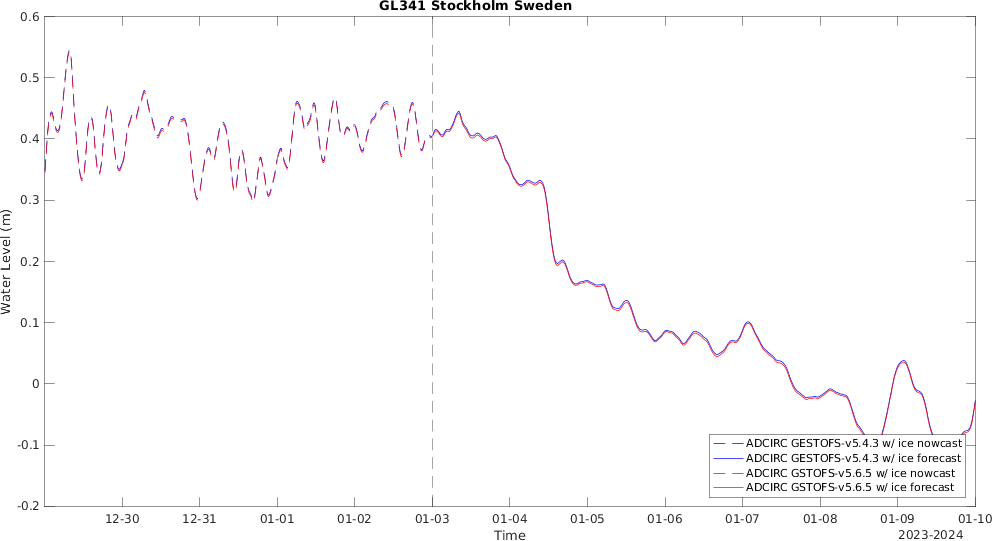 GL341 Stockholm Sweden
0.6
0.5
0.4
0.3
0.2
0.1
0
-0.1
-0.2
Water Level (m)
ADCIRC GESTOFS-v5.4.3 w/ ice nowcast
ADCIRC GESTOFS-v5.4.3 w/ ice forecast
ADCIRC GSTOFS-v5.6.5 w/ ice nowcast
ADCIRC GSTOFS-v5.6.5 w/ ice forecast
12-30 12-31 01-01 01-02 01-03 01-04 01-05 01-06 01-07 01-08 01-09 01-10
Time
2023-2024